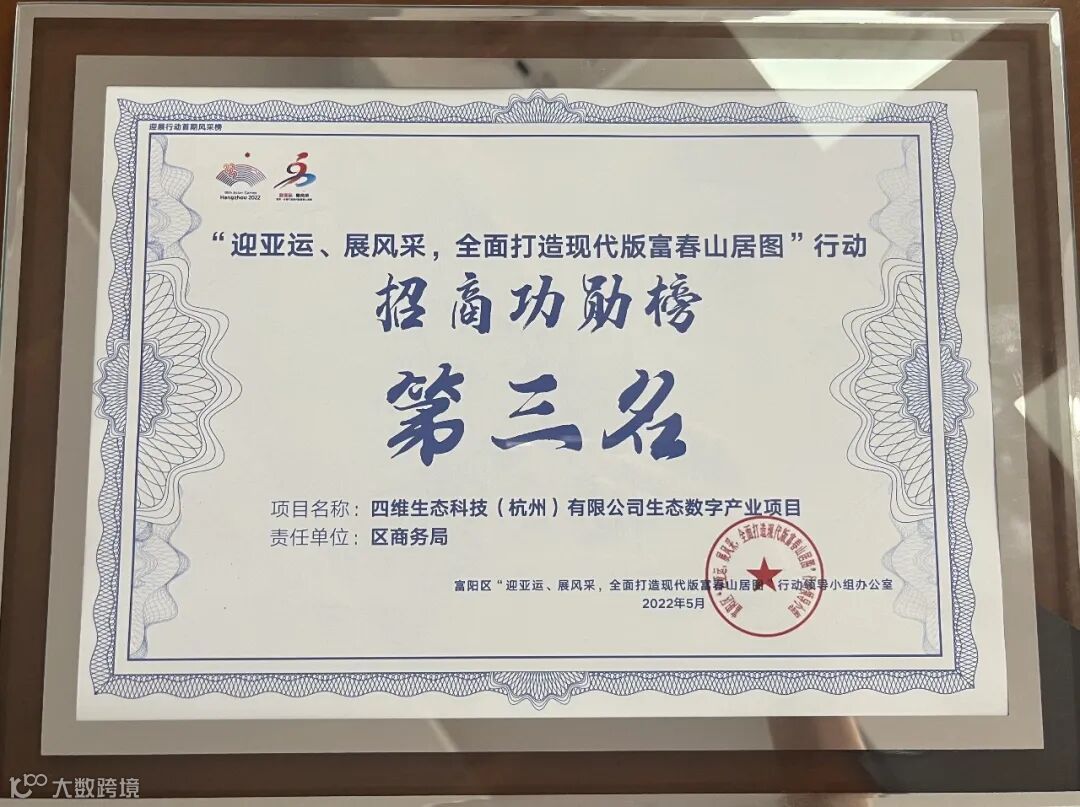 迎展行动首期风采榜
19th Asian Games
Hangzhou 2022
“迎亚运、展风采，全面打造现代版富春山居图”行动
招商功勋榜
第三名
项目名称：四维生态科技（杭州）有限公司生态数字产业项目
责任单位：区商务局
富阳区“迎亚运、展风采，全面打造现代版富春山居图”行动领导小组办公室
2022年5月
大数跨境